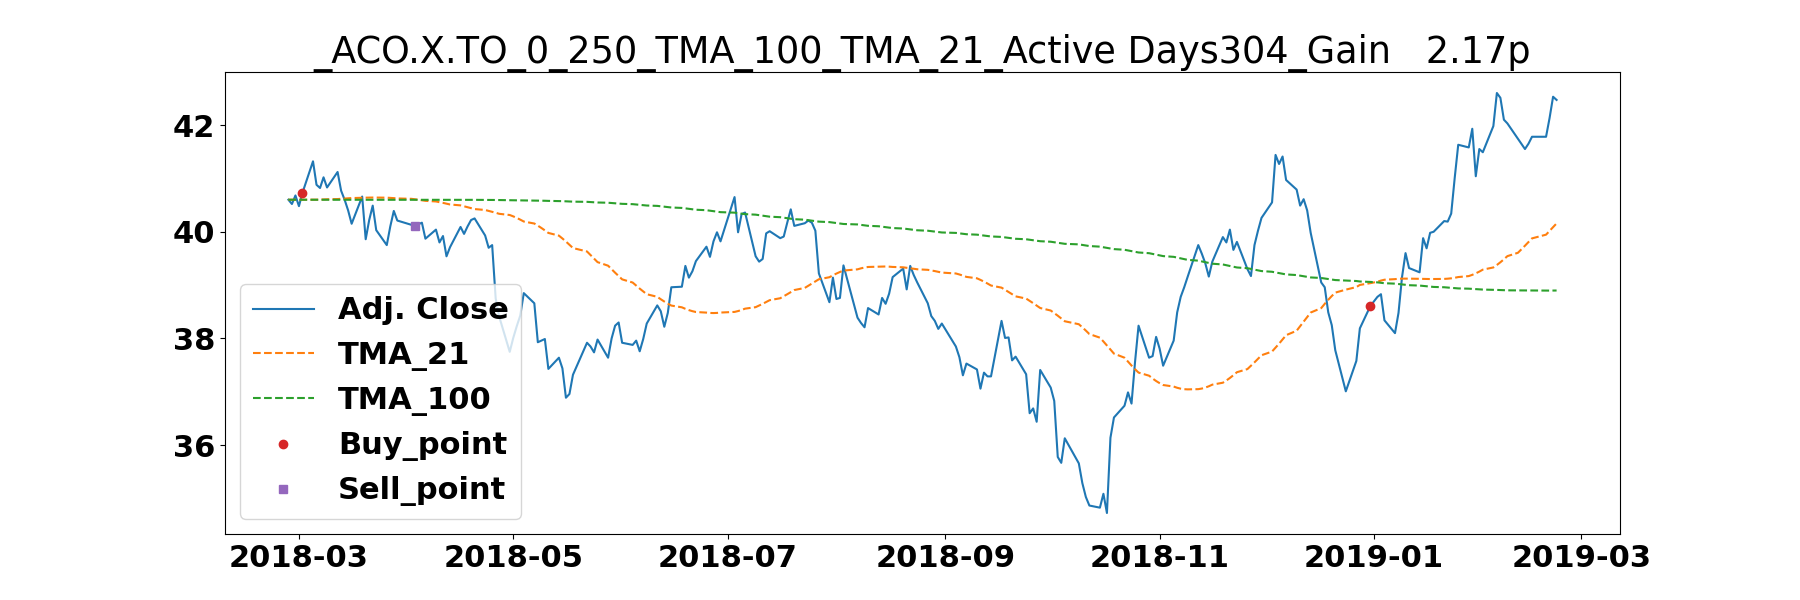 _ACO.X.TO_0_250_TMA_100_TMA_21_Active Days304_Gain   2.17p
42
40
38
36
Adj. Close
TMA_21
TMA_100
Buy_point
Sell_point
2018-03 2018-05 2018-07 2018-09 2018-11 2019-01 2019-03